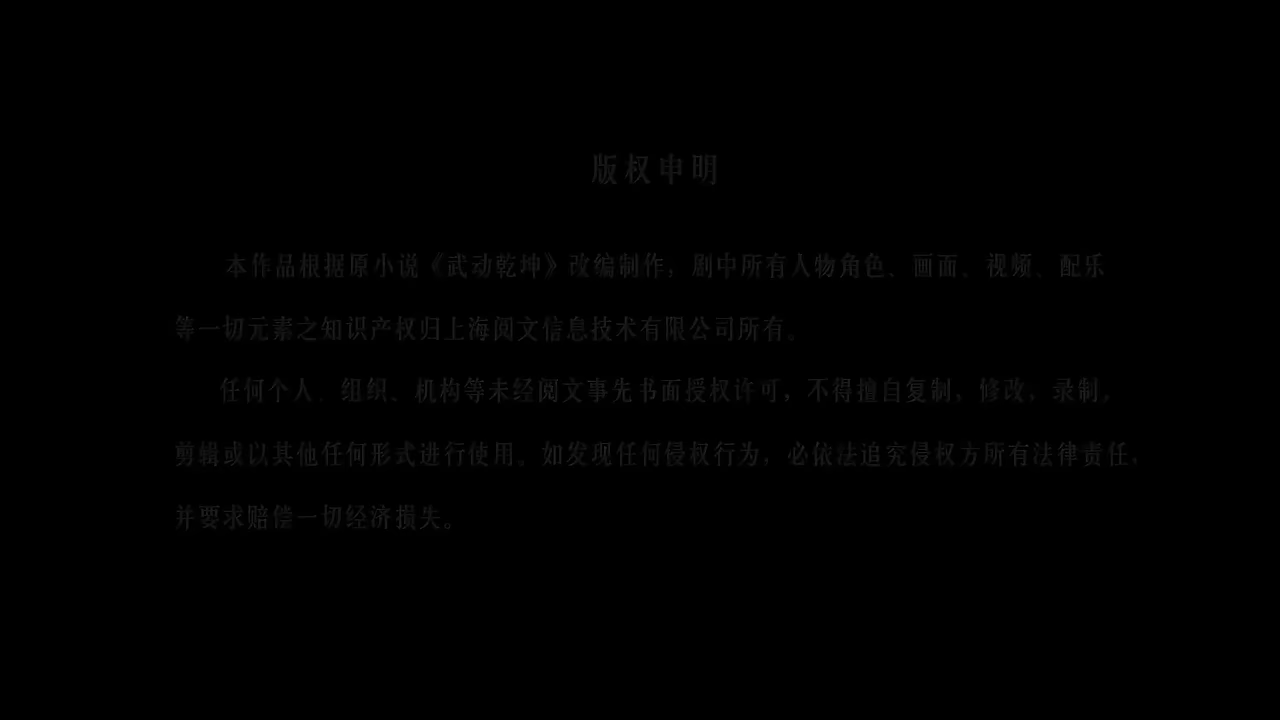 版权申明
本作品根据原小说《武动乾坤》改编制作，剧中所有人物角色、画面、视频、配乐
等一切元素之知识产权归上海阅文信息技术有限公司所有。
任何个人、组织、机构等未经阅文事先书面授权许可，不得擅自复制，修改，录制，
剪辑或以其他任何形式进行使用。如发现任何侵权行为，必依法追究侵权方所有法律责任，
并要求赔偿一切经济损失。